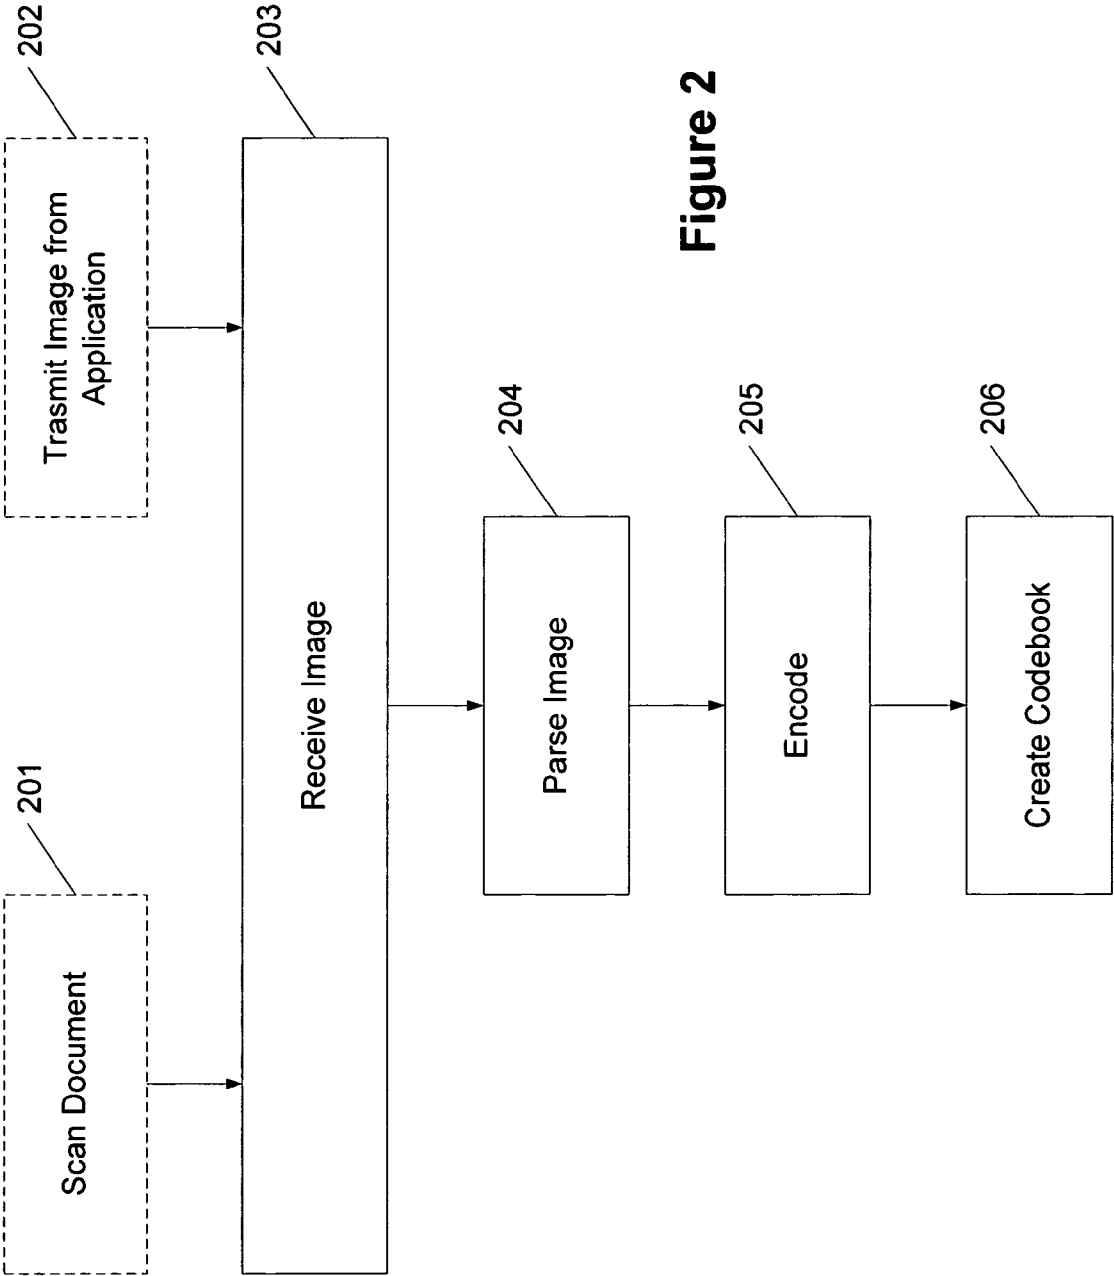 201
202
Scan Document
Trasmit Image from
Application
203
Receive Image
204
Parse Image
205
Encode
206
Create Codebook
Figure 2